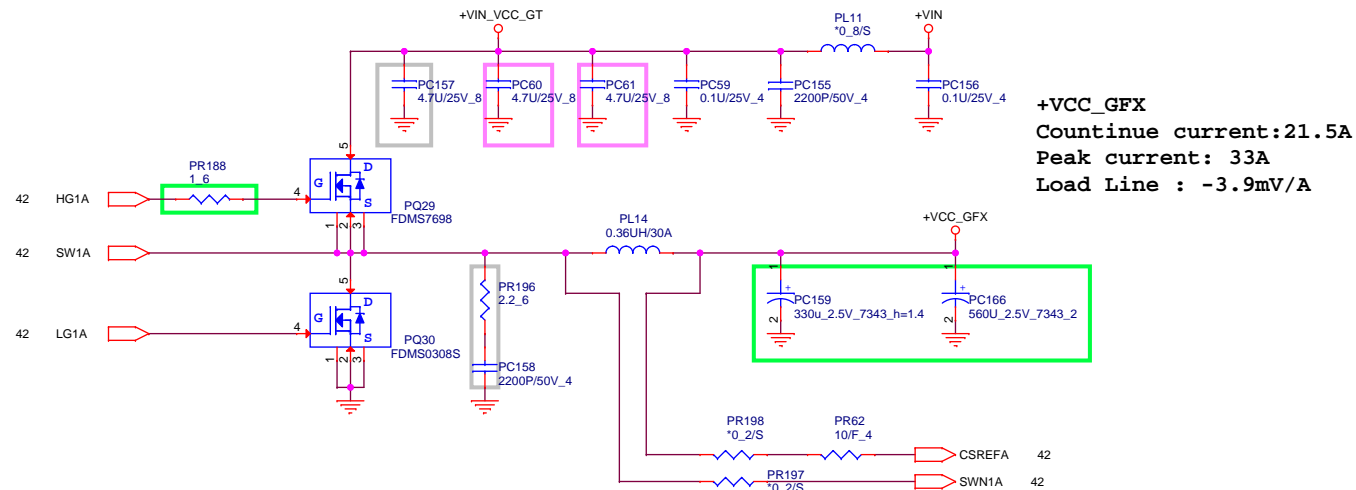 +VIN_VCC_GT
PL11
*0_8/S
+VIN
PC157
4.7U/25V_8
PC60
4.7U/25V_8
PC61
4.7U/25V_8
PC59
0.1U/25V_4
PC155
2200P/50V_4
PC156
0.1U/25V_4
+VCC_GFX
Countinue current:21.5A
Peak current: 33A
Load Line : -3.9mV/A
42 HG1A
PR188
1_6
4
5
D
G
S
1
2
3
PQ29
FDMS7698
42 SW1A
PL14
0.36UH/30A
+VCC_GFX
42 LG1A
4
5
D
G
S
1
2
3
PQ30
FDMS0308S
PR196
2.2_6
PC158
2200P/50V_4
1
+
PC159
330u_2.5V_7343_h=1.4
2
1
+
PC166
560U_2.5V_7343_2
2
PR198
*0_2/S
PR62
10/F_4
CSREFA 42
PR197
*0_2/S
SWN1A 42